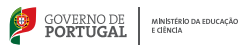 GOVERNO DE
PORTUGAL
MINISTÉRIO DA EDUCAÇÃO
E CIÊNCIA